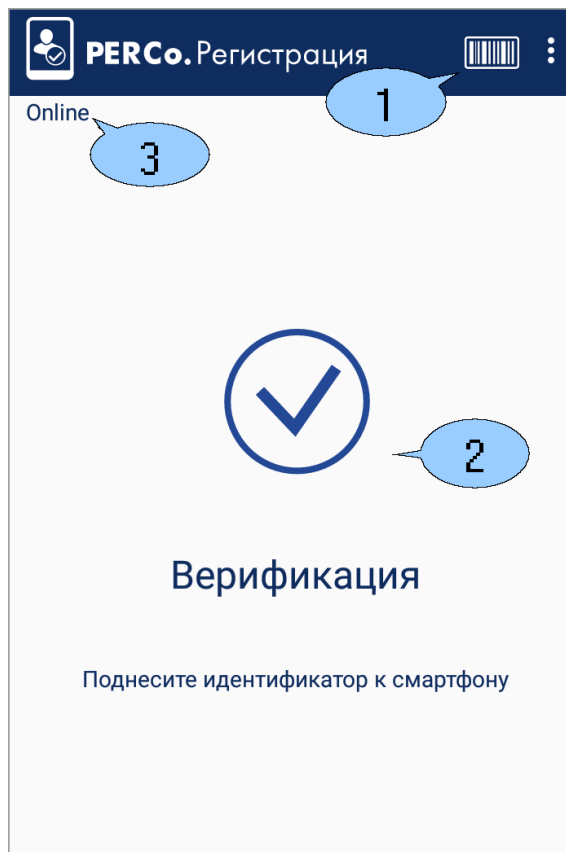 PERCo.Регистрация
1
Online
3
2
Верификация
Поднесите идентификатор к смартфону